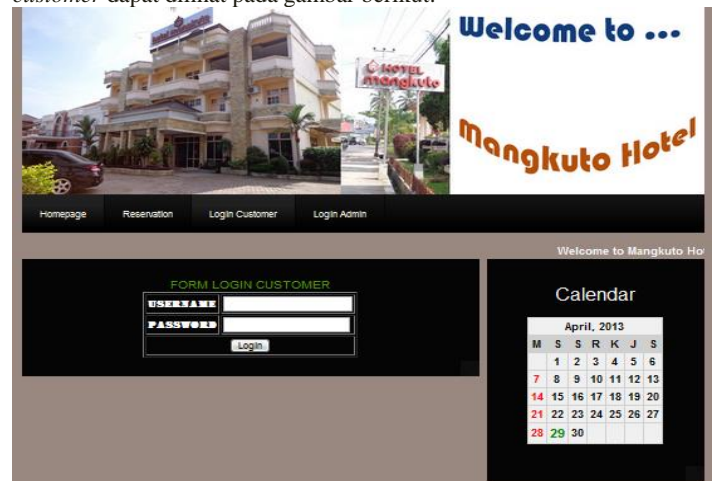 customer dapat dilihat pada gambar berikut:
Welcome to ...
HOTEL
mangkuto
Mangkuto Hotel
Homepage Reservation Login Customer Login Admin
Welcome to Mangkuto Ho
FORM LOGIN CUSTOMER
USERNAME
PASSWORD
Login
Calendar
April, 2013
M S S R K J S
1 2 3 4 5 6
7 8 9 10 11 12 13
14 15 16 17 18 19 20
21 22 23 24 25 26 27
28 29 30